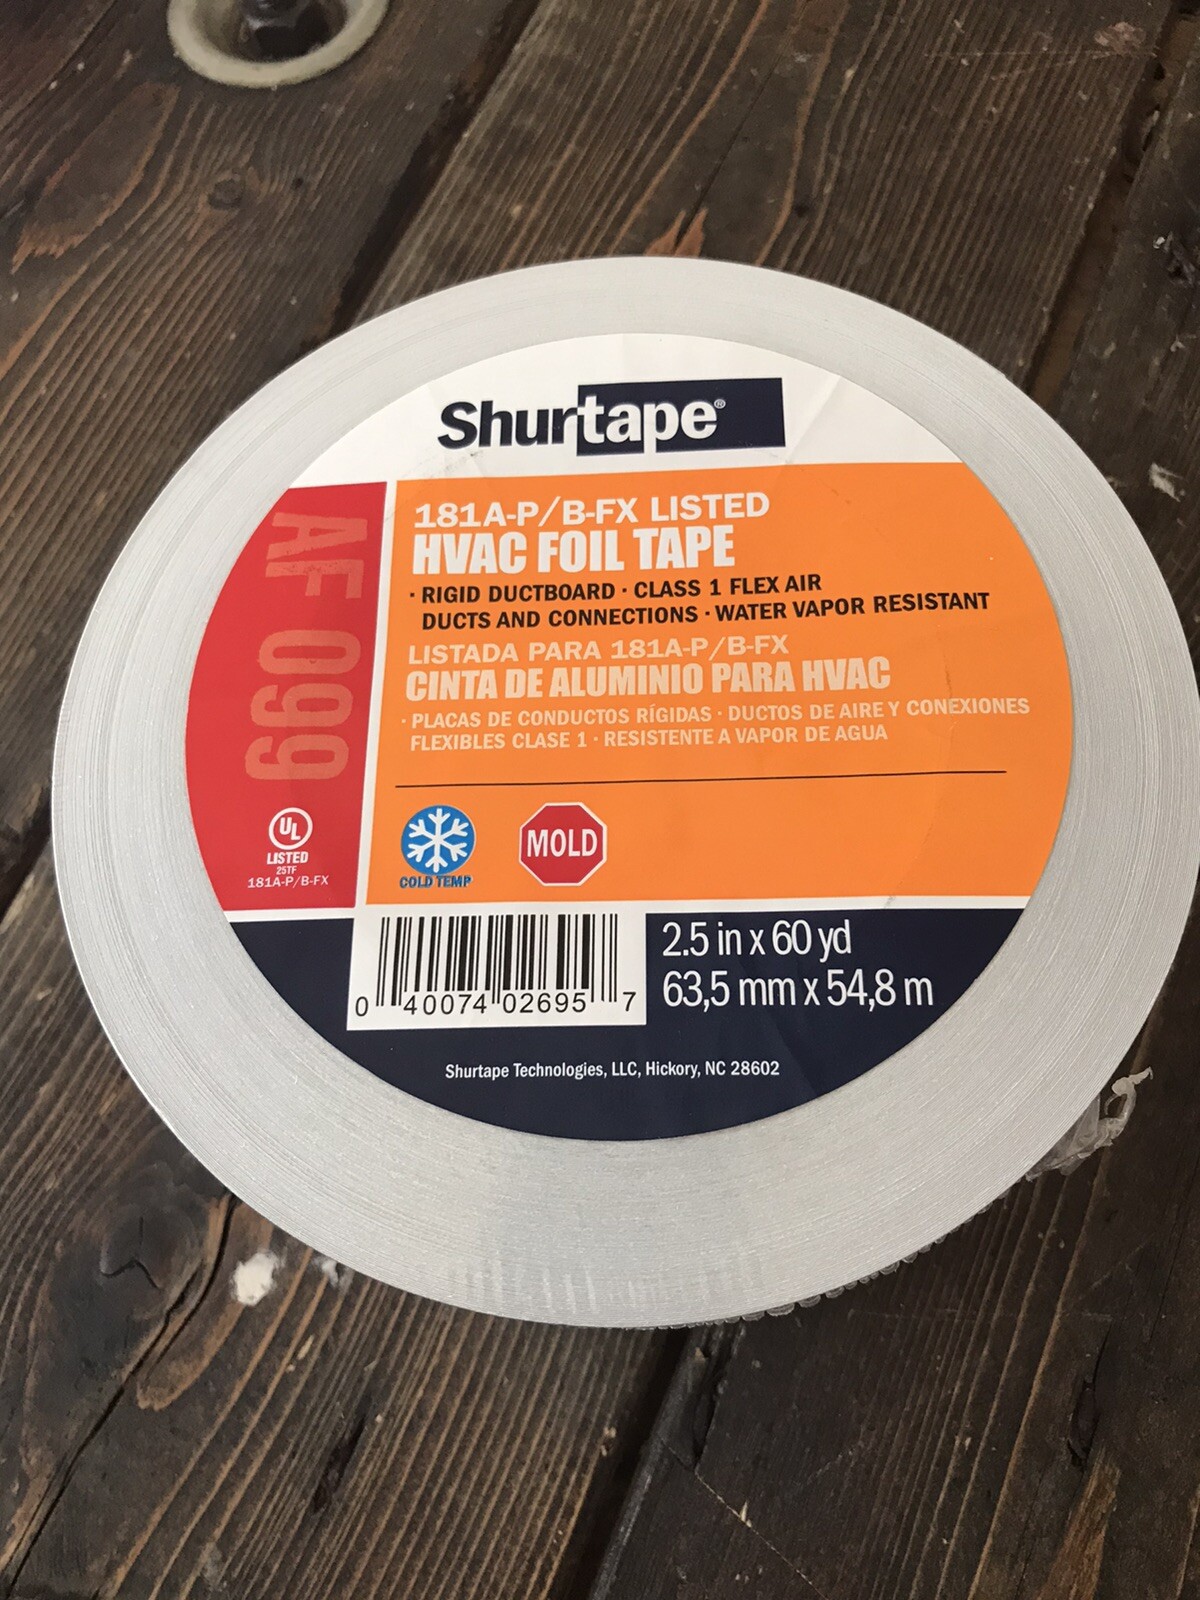 Shurtape®
AF 099
181A-P/B-FX LISTED
HVAC FOIL TAPE
· RIGID DUCTBOARD · CLASS 1 FLEX AIR
DUCTS AND CONNECTIONS · WATER VAPOR RESISTANT
LISTADA PARA 181A-P/B-FX
CINTA DE ALUMINIO PARA HVAC
· PLACAS DE CONDUCTOS RÍGIDAS · DUCTOS DE AIRE Y CONEXIONES
FLEXIBLES CLASE 1 · RESISTENTE A VAPOR DE AGUA
UL
LISTED
25TF
181A-P/B-FX
COLD TEMP
MOLD
0 40074 02695 7
2.5 in x 60 yd
63,5 mm x 54,8 m
Shurtape Technologies, LLC, Hickory, NC 28602